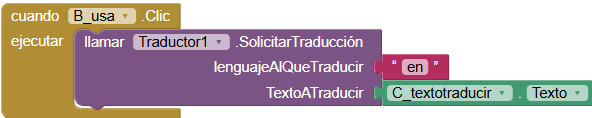 cuando B_usa .Clic
ejecutar llamar Traductor1 .SolicitarTraducción
lenguajeAlQueTraducir “ en ”
TextoATraducir C_textotraducir . Texto